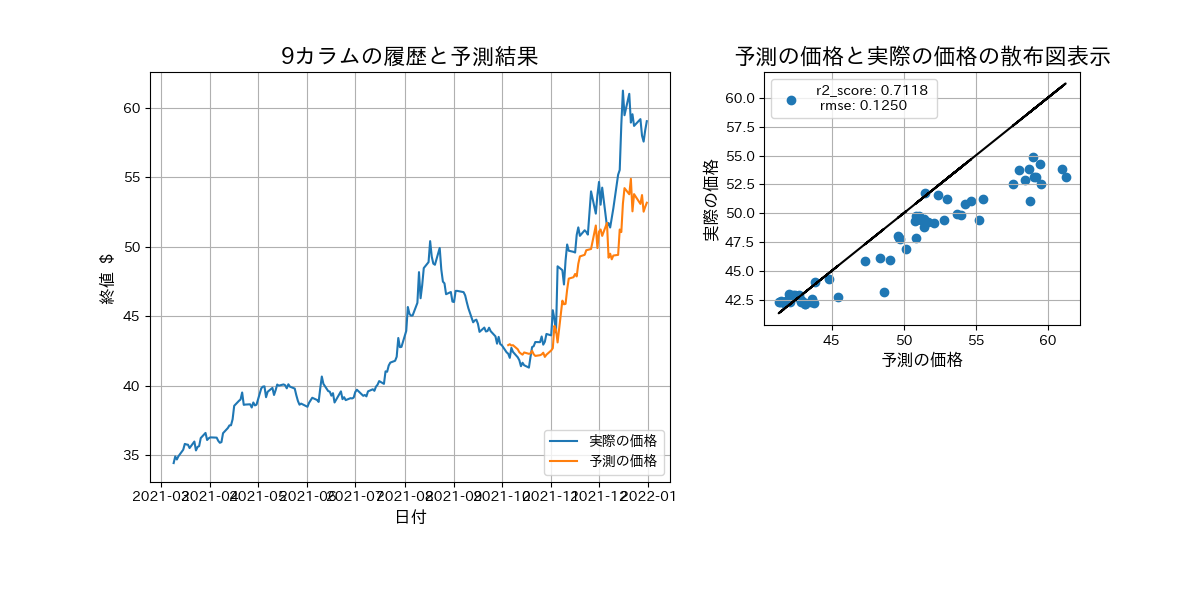 9カラムの履歴と予測結果
終値 $
60
55
50
45
40
35
実際の価格
予測の価格
2021-03 2021-04 2021-05 2021-06 2021-07 2021-08 2021-09 2021-10 2021-11 2021-12 2022-01
日付
予測の価格と実際の価格の散布図表示
実際の価格
60.0
57.5
55.0
52.5
50.0
47.5
45.0
42.5
r2_score: 0.7118
rmse: 0.1250
45 50 55 60
予測の価格